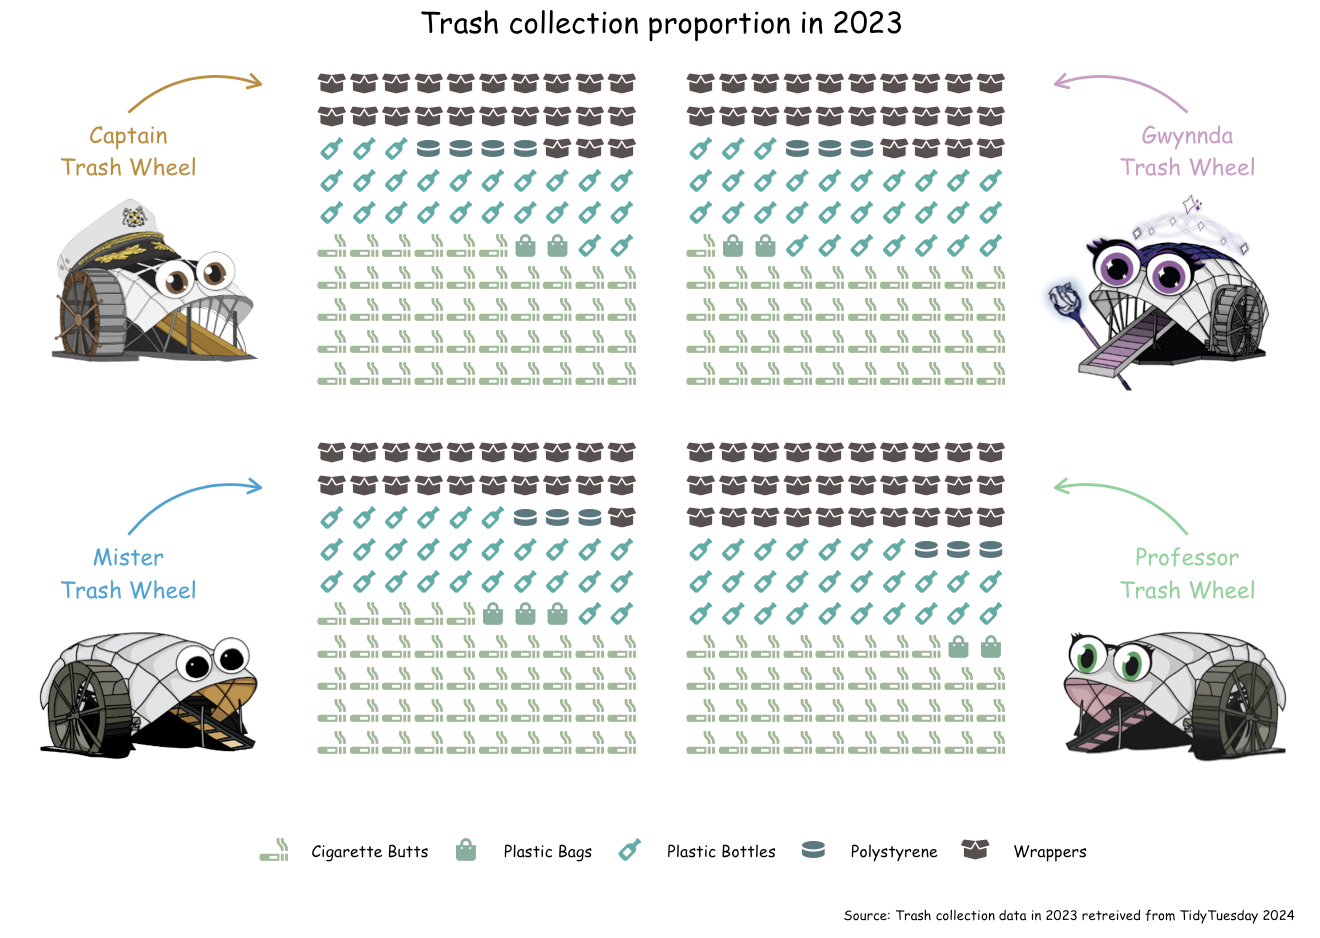 Trash collection proportion in 2023
Captain
Trash Wheel
Gwynnda
Trash Wheel
Mister
Trash Wheel
Professor
Trash Wheel
Cigarette Butts
Plastic Bags
Plastic Bottles
Polystyrene
Wrappers
Source: Trash collection data in 2023 retreived from TidyTuesday 2024